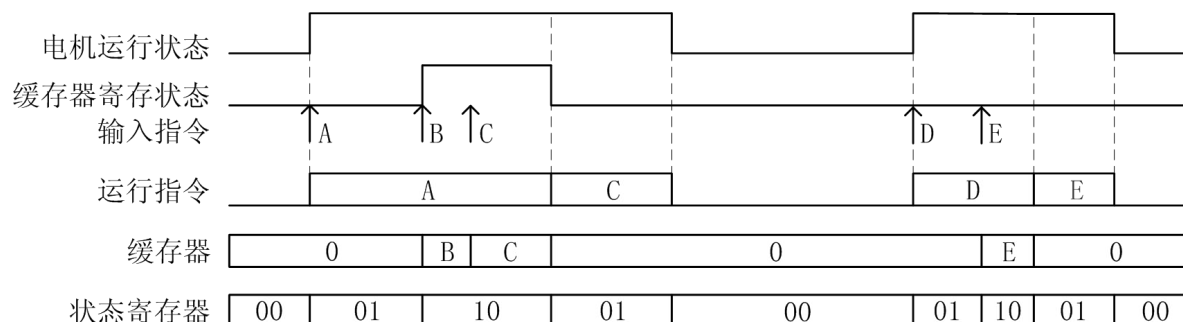 电机运行状态
缓存器寄存状态
输入指令 A B C D E
运行指令 A C D E
缓存器 0 B C 0 E 0
状态寄存器 00 01 10 01 00 01 10 01 00